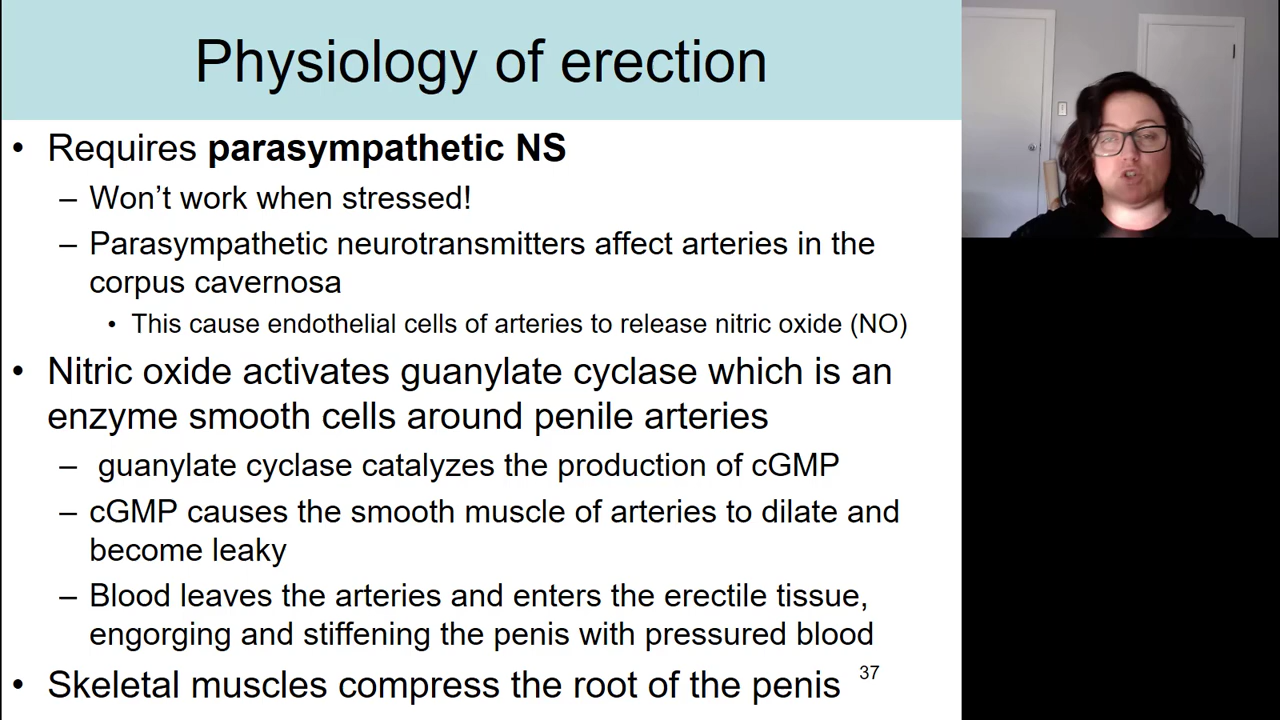 Physiology of erection
• Requires parasympathetic NS
– Won't work when stressed!
– Parasympathetic neurotransmitters affect arteries in the
corpus cavernosa
• This cause endothelial cells of arteries to release nitric oxide (NO)
• Nitric oxide activates guanylate cyclase which is an
enzyme smooth cells around penile arteries
– guanylate cyclase catalyzes the production of cGMP
– cGMP causes the smooth muscle of arteries to dilate and
become leaky
– Blood leaves the arteries and enters the erectile tissue,
engorging and stiffening the penis with pressured blood
• Skeletal muscles compress the root of the penis
37